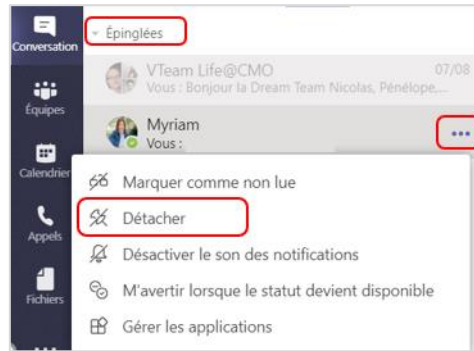 Conversation
Équipes
Calendrier
Appels
Fichiers
Épinglées
VTeam Life@CMO 07/08
Vous : Bonjour la Dream Team Nicolas, Pénélope,...
Myriam
Vous :
Marquer comme non lue
Détacher
Désactiver le son des notifications
M'avertir lorsque le statut devient disponible
Gérer les applications